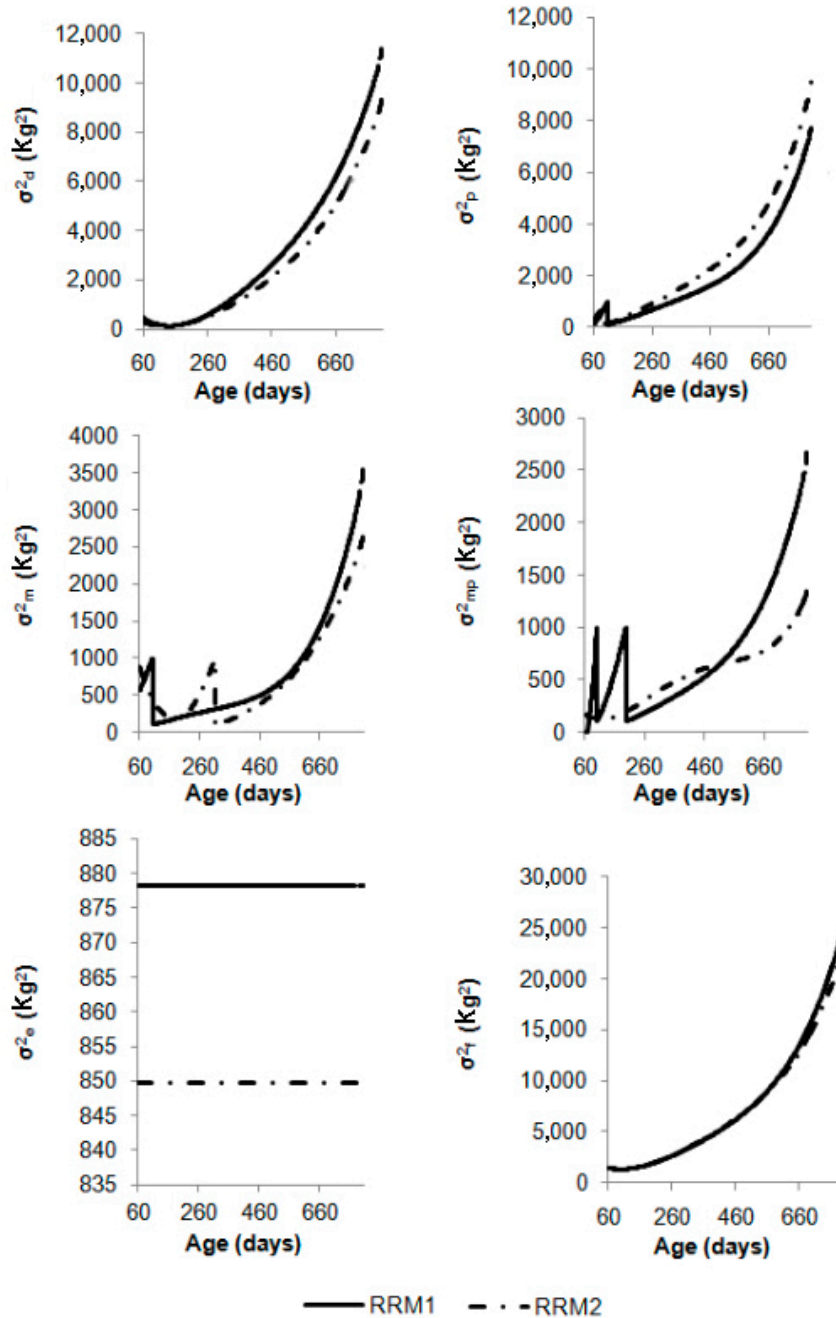 σ²d (Kg²)
12,000
10,000
8,000
6,000
4,000
2,000
0
60 260 460 660
Age (days)
σ²p (Kg²)
12,000
10,000
8,000
6,000
4,000
2,000
0
60 260 460 660
Age (days)
σ²m (Kg²)
4000
3500
3000
2500
2000
1500
1000
500
0
60 260 460 660
Age (days)
σ²mp (Kg²)
3000
2500
2000
1500
1000
500
0
60 260 460 660
Age (days)
σ²e (Kg²)
885
880
875
870
865
860
855
850
845
840
835
60 260 460 660
Age (days)
σ²f (Kg²)
30,000
25,000
20,000
15,000
10,000
5,000
0
60 260 460 660
Age (days)
RRM1 RRM2